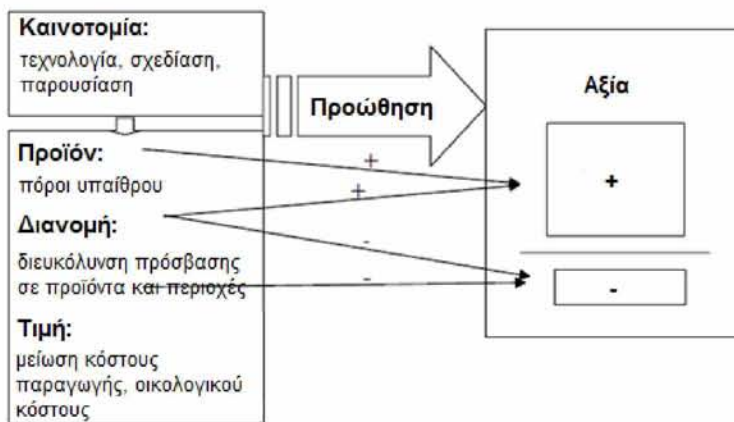 Καινοτομία:
τεχνολογία, σχεδίαση,
παρουσίαση
Προϊόν:
πόροι υπαίθρου
Διανομή:
διευκόλυνση πρόσβασης
σε προϊόντα και περιοχές
Τιμή:
μείωση κόστους
παραγωγής, οικολογικού
κόστους
Προώθηση
+
+
-
-
Αξία
+
-